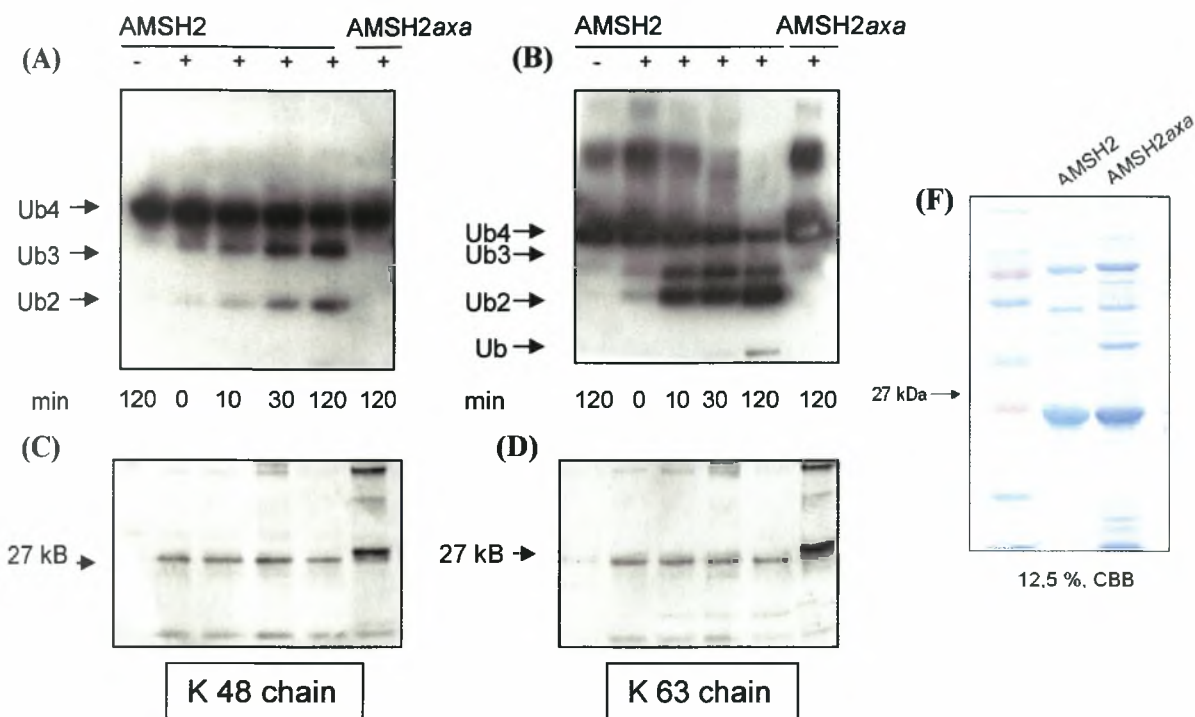 AMSH2 AMSH2axa
(A) - + + + + +
Ub4
Ub3
Ub2
min 120 0 10 30 120 120
AMSH2 AMSH2axa
(B) - + + + + +
Ub4
Ub3
Ub2
Ub
min 120 0 10 30 120 120
(C)
27 kB
K 48 chain
(D)
27 kB
K 63 chain
AMSH2
AMSH2axa
(F)
27 kDa
12,5 %, CBB